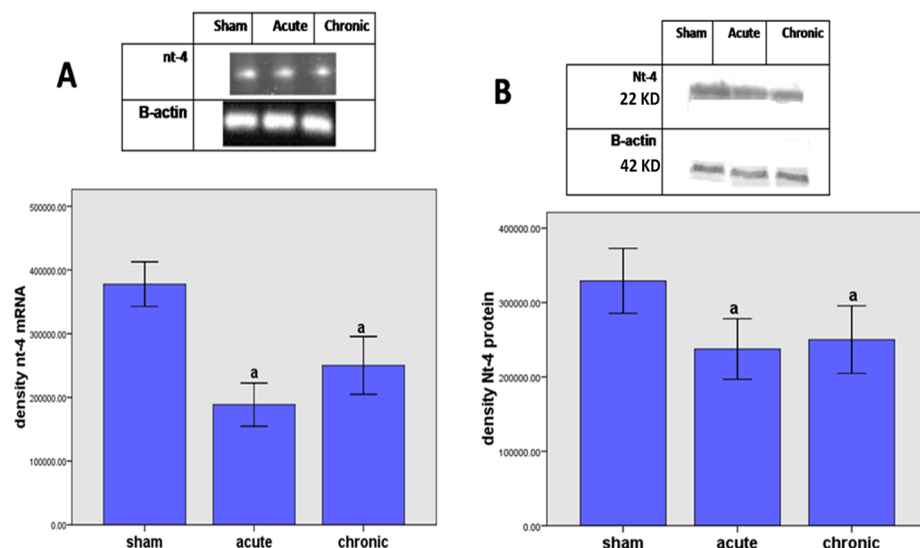 A
Sham Acute Chronic
nt-4
B-actin
density nt-4 mRNA
500000.00
400000.00
300000.00
200000.00
100000.00
0.00
a
a
sham acute chronic
B
Sham Acute Chronic
Nt-4
22 KD
B-actin
42 KD
density Nt-4 protein
400000.00
300000.00
200000.00
100000.00
0.00
a
a
sham acute chronic